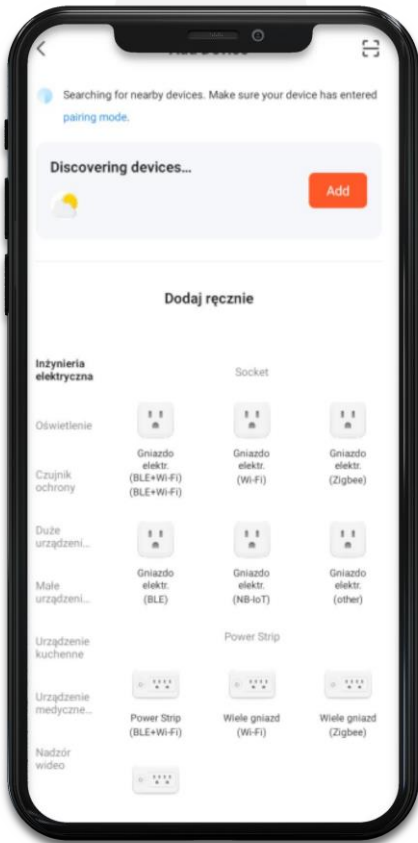 Searching for nearby devices. Make sure your device has entered
pairing mode.
Discovering devices...
Add
Dodaj ręcznie
Inżynieria
elektryczna
Oświetlenie
Czujnik
ochrony
Duże
urządzeni...
Małe
urządzeni...
Urządzenie
kuchenne
Urządzenie
medyczne...
Nadzór
wideo
Socket
Gniazdo
elektr.
(BLE+Wi-Fi)
(BLE+Wi-Fi)
Gniazdo
elektr.
(Wi-Fi)
Gniazdo
elektr.
(Zigbee)
Gniazdo
elektr.
(BLE)
Gniazdo
elektr.
(NB-IoT)
Gniazdo
elektr.
(other)
Power Strip
Power Strip
(BLE+Wi-Fi)
Wiele gniazd
(Wi-Fi)
Wiele gniazd
(Zigbee)